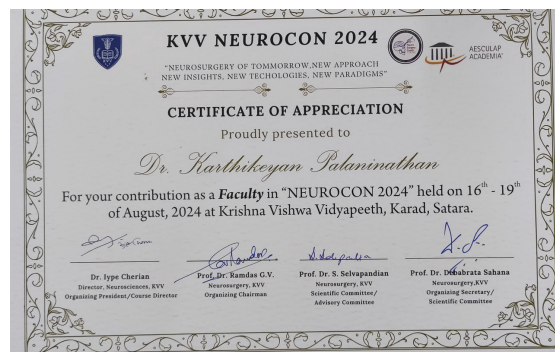 KVV NEUROCON 2024
AESCULAP
ACADEMIA
"NEUROSURGERY OF TOMMORROW,NEW APPROACH
NEW INSIGHTS, NEW TECHOLOGIES, NEW PARADIGMS"
CERTIFICATE OF APPRECIATION
Proudly presented to
Dr. Karthikeyan Palaninathan
For your contribution as a Faculty in "NEUROCON 2024" held on 16th - 19th
of August, 2024 at Krishna Vishwa Vidyapeeth, Karad, Satara.
Dr. Iype Cherian
Director, Neurosciences, KVV
Organizing President/Course Director
Prof. Dr. Ramdas G.V.
Neurosurgery, KVV
Organizing Chairman
Prof. Dr. S. Selvapandian
Neurosurgery, KVV
Scientific Committee/
Advisory Committee
Prof. Dr. Debabrata Sahana
Neurosurgery,KVV
Organizing Secretary/
Scientific Committee